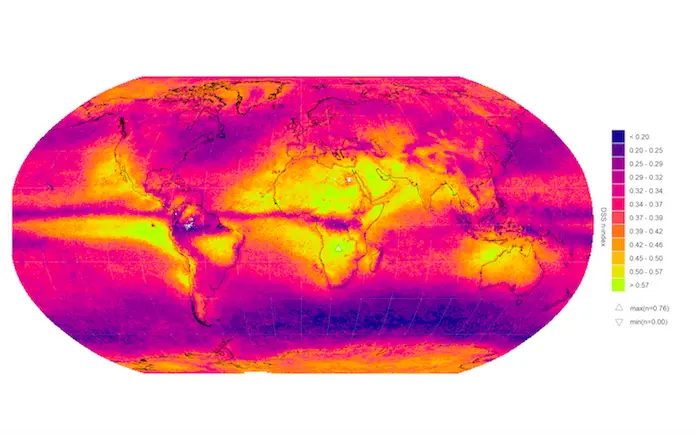 DSS n-index
< 0.20
0.20 - 0.25
0.25 - 0.29
0.29 - 0.32
0.32 - 0.34
0.34 - 0.37
0.37 - 0.39
0.39 - 0.42
0.42 - 0.46
0.45 - 0.50
0.50 - 0.57
> 0.57
max(n=0.76)
min(n=0.00)